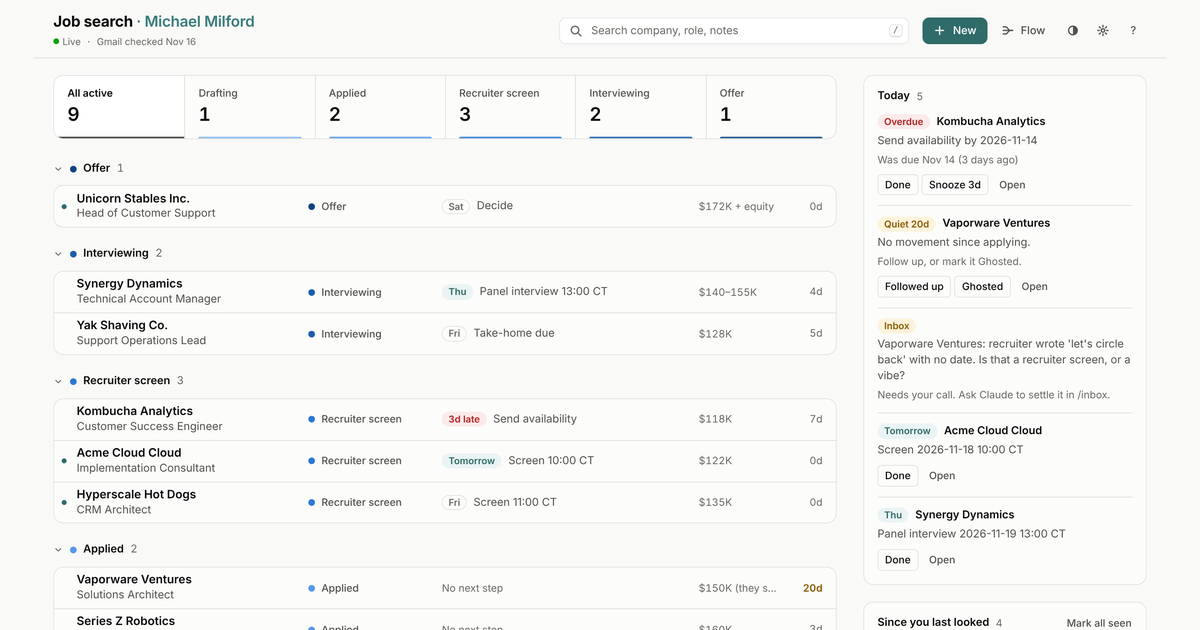 Job search · Michael Milford
Live · Gmail checked Nov 16
Search company, role, notes /
+ New
Flow
?
All active
9
Drafting
1
Applied
2
Recruiter screen
3
Interviewing
2
Offer
1
Offer 1
Unicorn Stables Inc.
Head of Customer Support
Offer
Sat Decide
$172K + equity
0d
Interviewing 2
Synergy Dynamics
Technical Account Manager
Interviewing
Thu Panel interview 13:00 CT
$140–155K
4d
Yak Shaving Co.
Support Operations Lead
Interviewing
Fri Take-home due
$128K
5d
Recruiter screen 3
Kombucha Analytics
Customer Success Engineer
Recruiter screen
3d late Send availability
$118K
7d
Acme Cloud Cloud
Implementation Consultant
Recruiter screen
Tomorrow Screen 10:00 CT
$122K
0d
Hyperscale Hot Dogs
CRM Architect
Recruiter screen
Fri Screen 11:00 CT
$135K
0d
Applied 2
Vaporware Ventures
Solutions Architect
Applied
No next step
$150K (they s...
20d
Series Z Robotics
Applied
No next step
$160K
3d
Today 5
Overdue Kombucha Analytics
Send availability by 2026-11-14
Was due Nov 14 (3 days ago)
Done Snooze 3d Open
Quiet 20d Vaporware Ventures
No movement since applying.
Follow up, or mark it Ghosted.
Followed up Ghosted Open
Inbox
Vaporware Ventures: recruiter wrote 'let's circle
back' with no date. Is that a recruiter screen, or a
vibe?
Needs your call. Ask Claude to settle it in /inbox.
Tomorrow Acme Cloud Cloud
Screen 2026-11-18 10:00 CT
Done Open
Thu Synergy Dynamics
Panel interview 2026-11-19 13:00 CT
Done Open
Since you last looked 4 Mark all seen